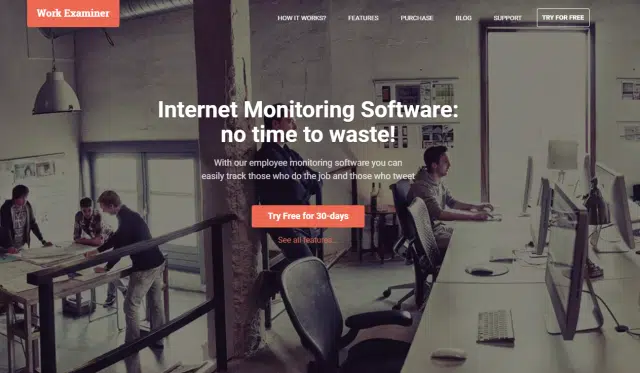 Work Examiner
HOW IT WORKS?
FEATURES
PURCHASE
BLOG
SUPPORT
TRY FOR FREE
Internet Monitoring Software:
no time to waste!
With our employee monitoring software you can
easily track those who do the job and those who tweet
Try Free for 30-days
See all features...